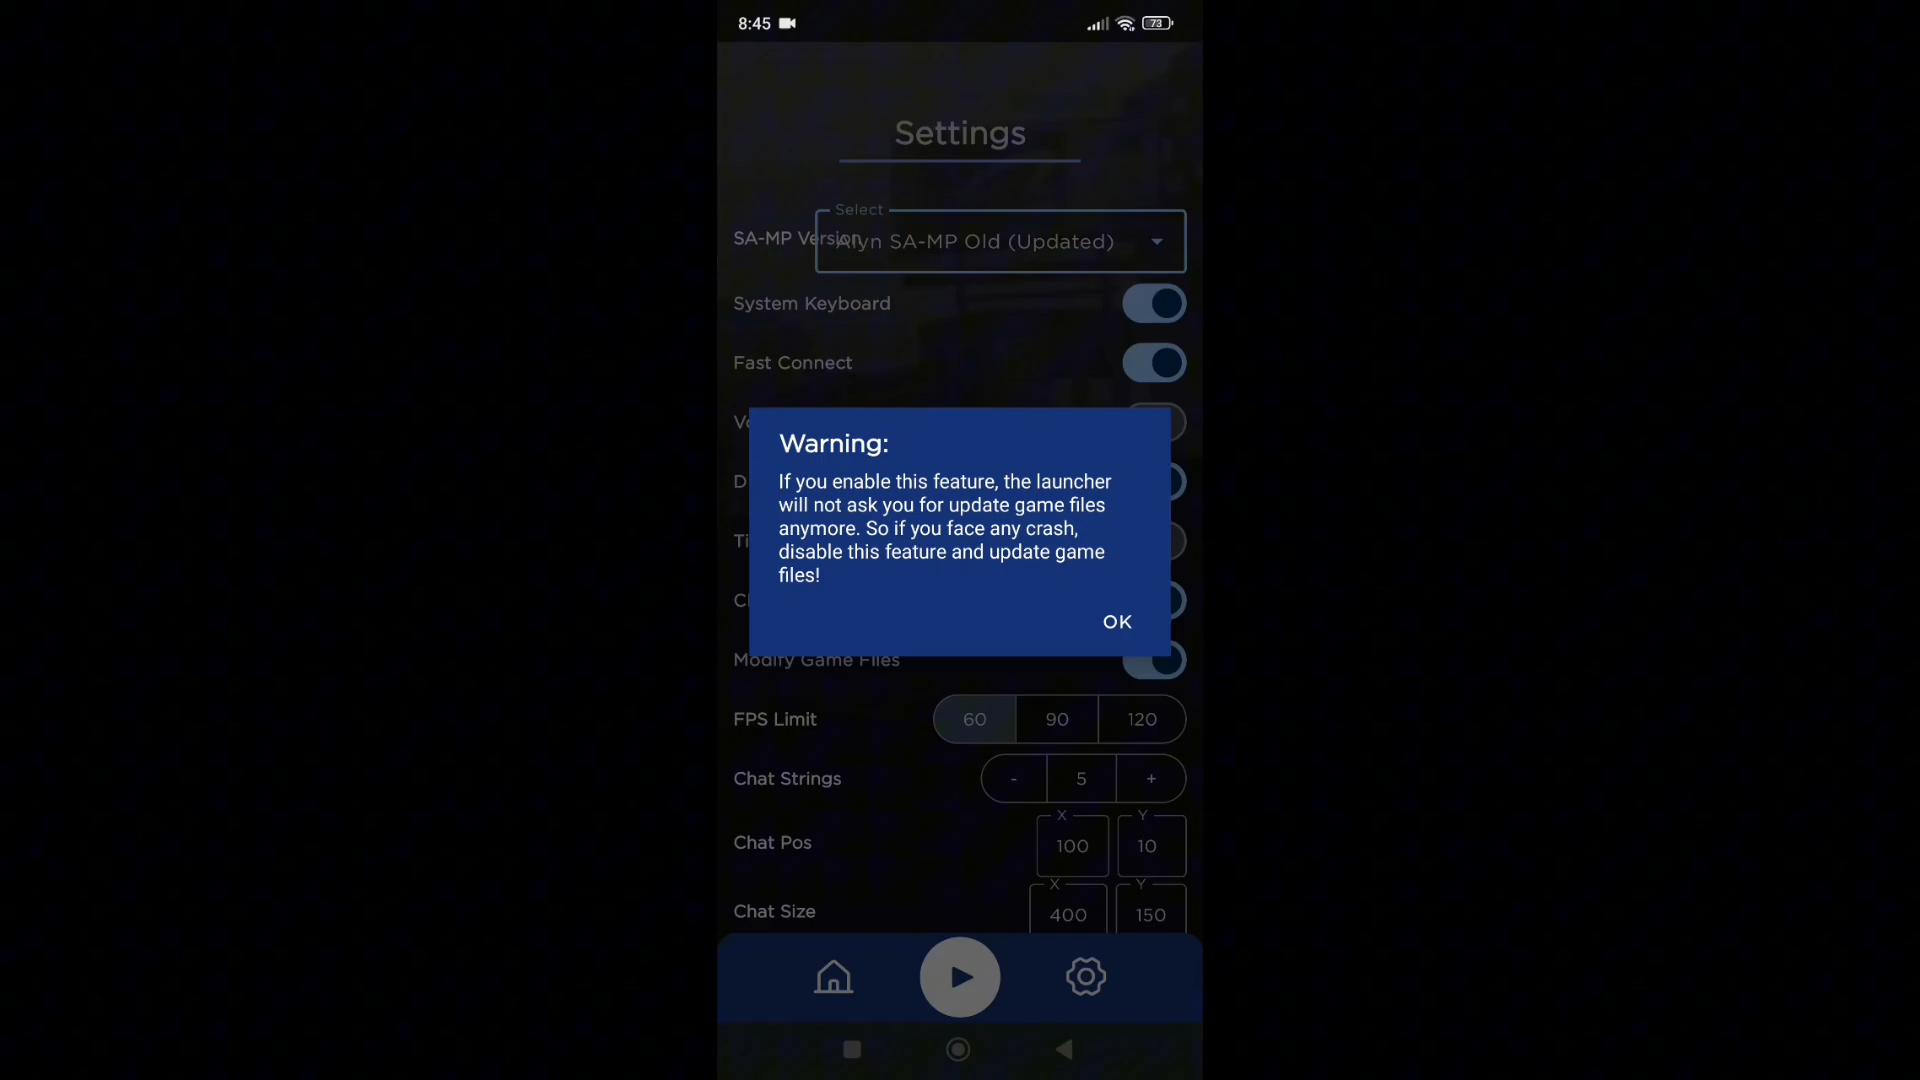 8:45
73
Settings
Select
SA-MP Version
Alyn SA-MP Old (Updated)
System Keyboard
Fast Connect
Warning:
If you enable this feature, the launcher
will not ask you for update game files
anymore. So if you face any crash,
disable this feature and update game
files!
OK
Modify Game Files
FPS Limit
60 90 120
Chat Strings
- 5 +
X Y
Chat Pos
100 10
X Y
Chat Size
400 150